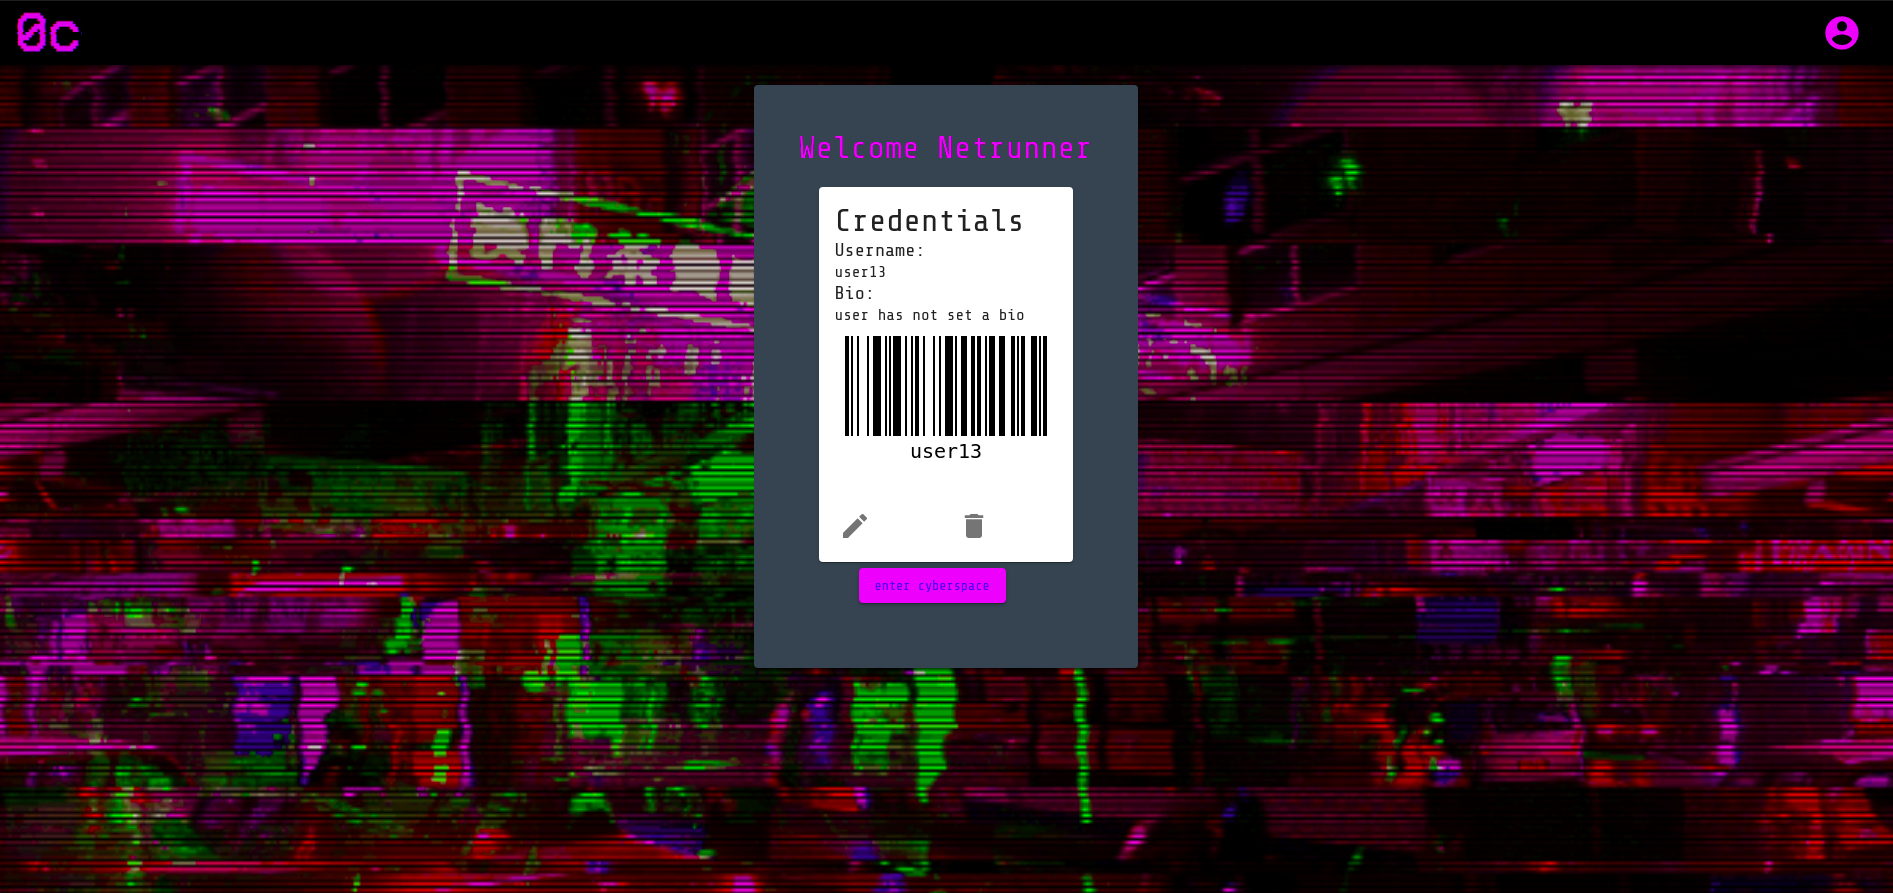 0c
Welcome Netrunner
Credentials
Username:
user13
Bio:
user has not set a bio
user13
enter cyberspace